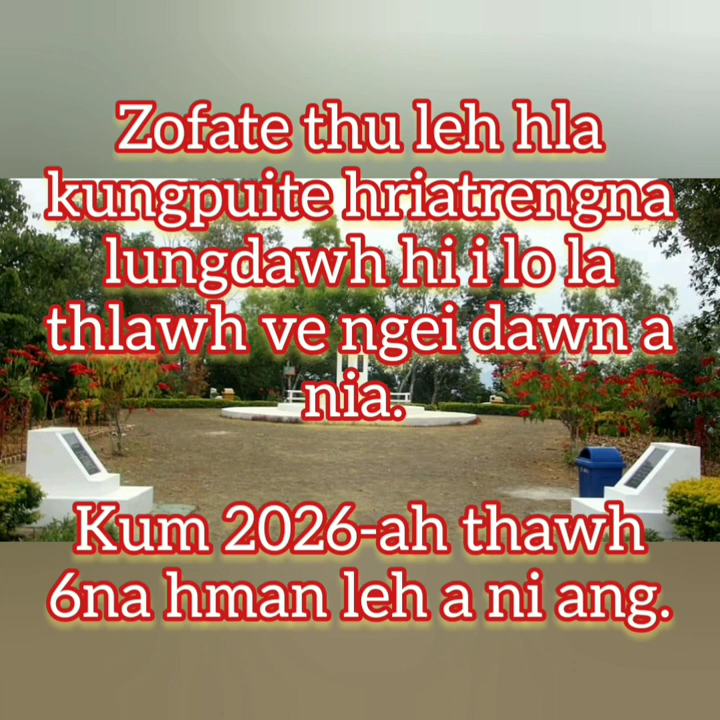 Zofate thu leh hla
kungpuite hriatrengna
lungdawh hi i lo la
thlawh ve ngei dawn a
nia.
Kum 2026-ah thawh
6na hman leh a ni ang.